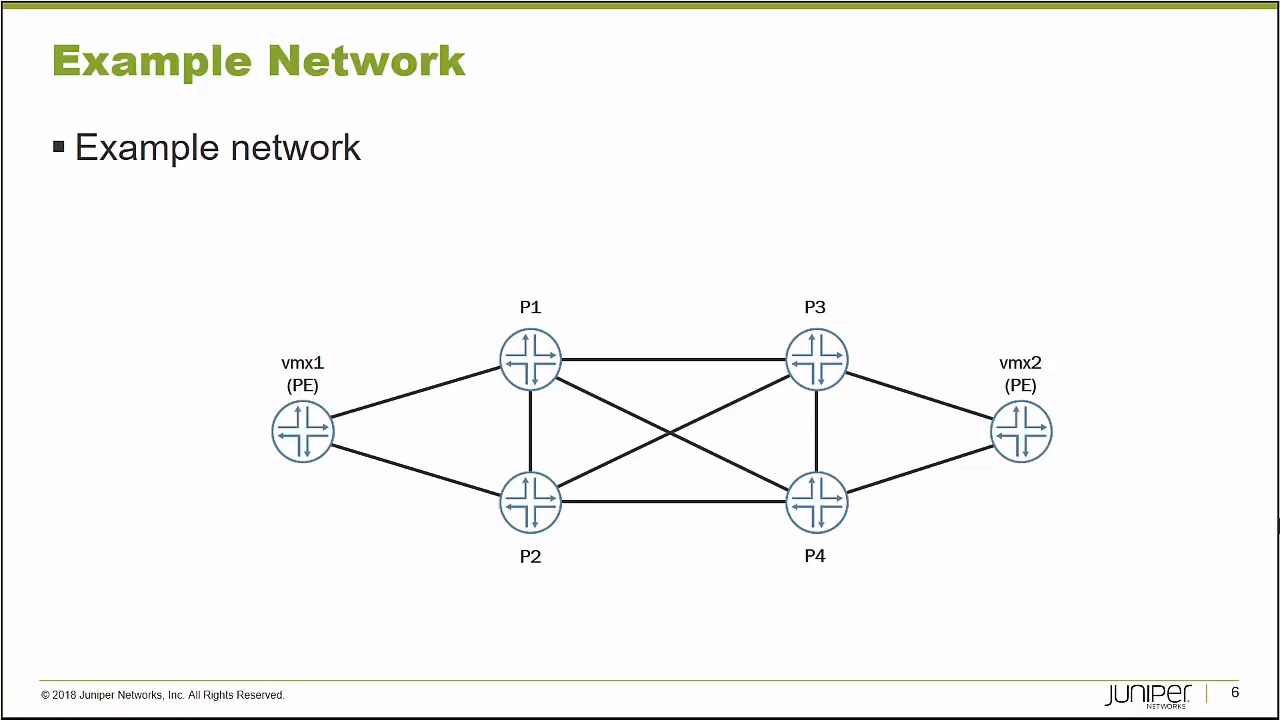 Example Network
▪ Example network
P1
P3
vmx1
(PE)
vmx2
(PE)
P2
P4
© 2018 Juniper Networks, Inc. All Rights Reserved.
JUNIPER
NETWORKS
6